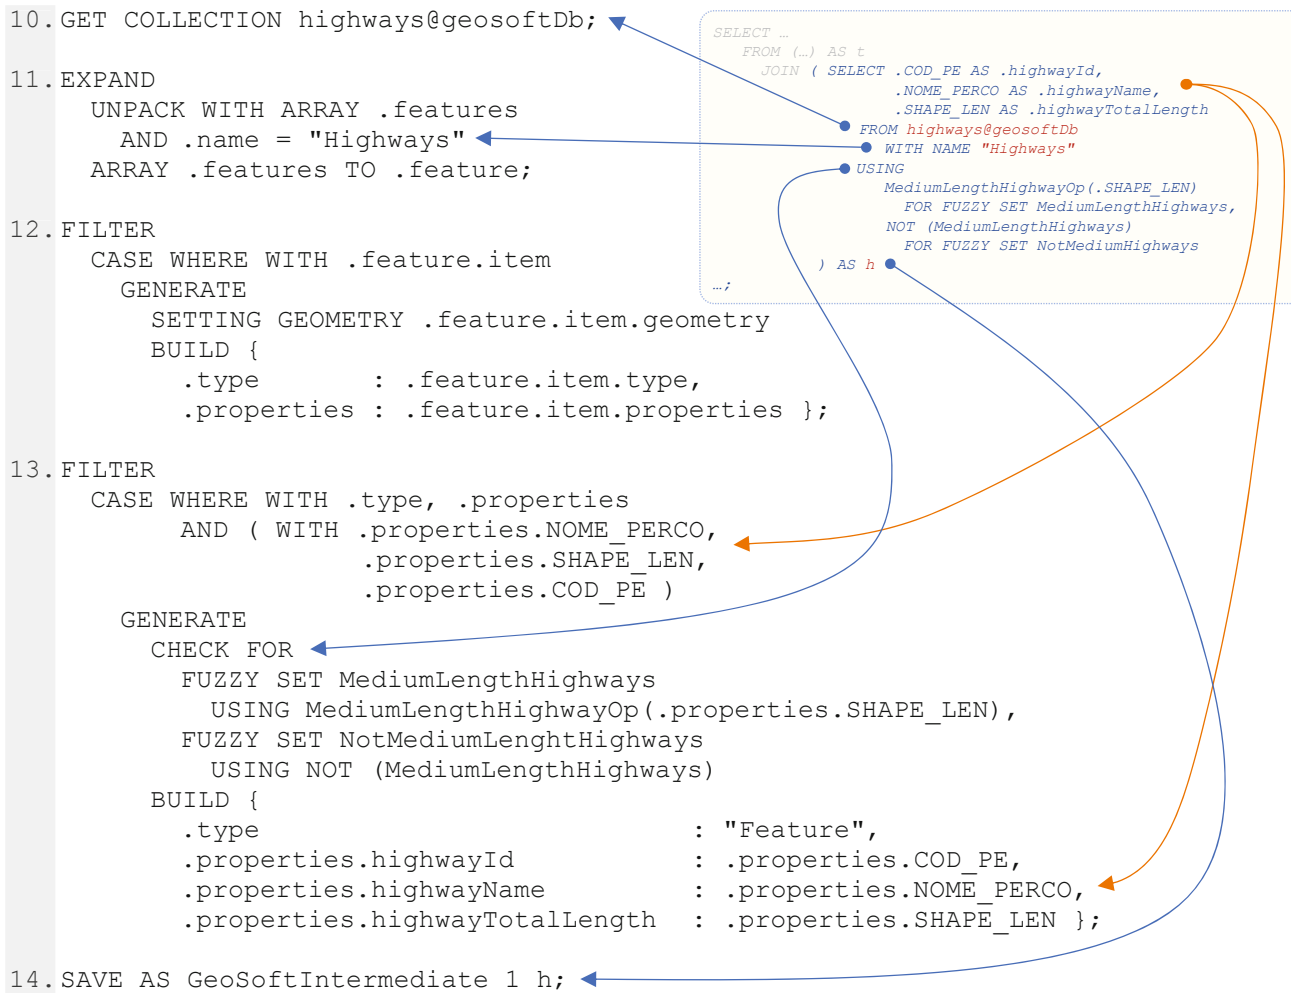 10. GET COLLECTION highways@geosoftDb;
11. EXPAND
UNPACK WITH ARRAY .features
AND .name = "Highways"
ARRAY .features TO .feature;
12. FILTER
CASE WHERE WITH .feature.item
GENERATE
SETTING GEOMETRY .feature.item.geometry
BUILD {
.type : .feature.item.type,
.properties : .feature.item.properties };
13. FILTER
CASE WHERE WITH .type, .properties
AND ( WITH .properties.NOME_PERCO,
.properties.SHAPE_LEN,
.properties.COD_PE )
GENERATE
CHECK FOR
FUZZY SET MediumLengthHighways
USING MediumLengthHighwayOp(.properties.SHAPE_LEN),
FUZZY SET NotMediumLenghtHighways
USING NOT (MediumLengthHighways)
BUILD {
.type : "Feature",
.properties.highwayId : .properties.COD_PE,
.properties.highwayName : .properties.NOME_PERCO,
.properties.highwayTotalLength : .properties.SHAPE_LEN };
14. SAVE AS GeoSoftIntermediate 1 h;
SELECT …
FROM (…) AS t
JOIN ( SELECT .COD_PE AS .highwayId,
.NOME_PERCO AS .highwayName,
.SHAPE_LEN AS .highwayTotalLength
FROM highways@geosoftDb
WITH NAME "Highways"
USING
MediumLengthHighwayOp(.SHAPE_LEN)
FOR FUZZY SET MediumLengthHighways,
NOT (MediumLengthHighways)
FOR FUZZY SET NotMediumHighways
) AS h
…;